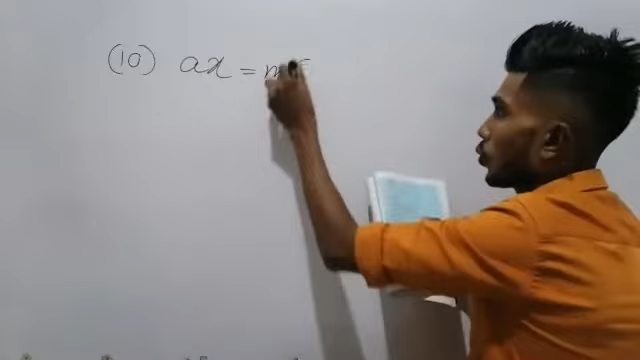 (10) ax =